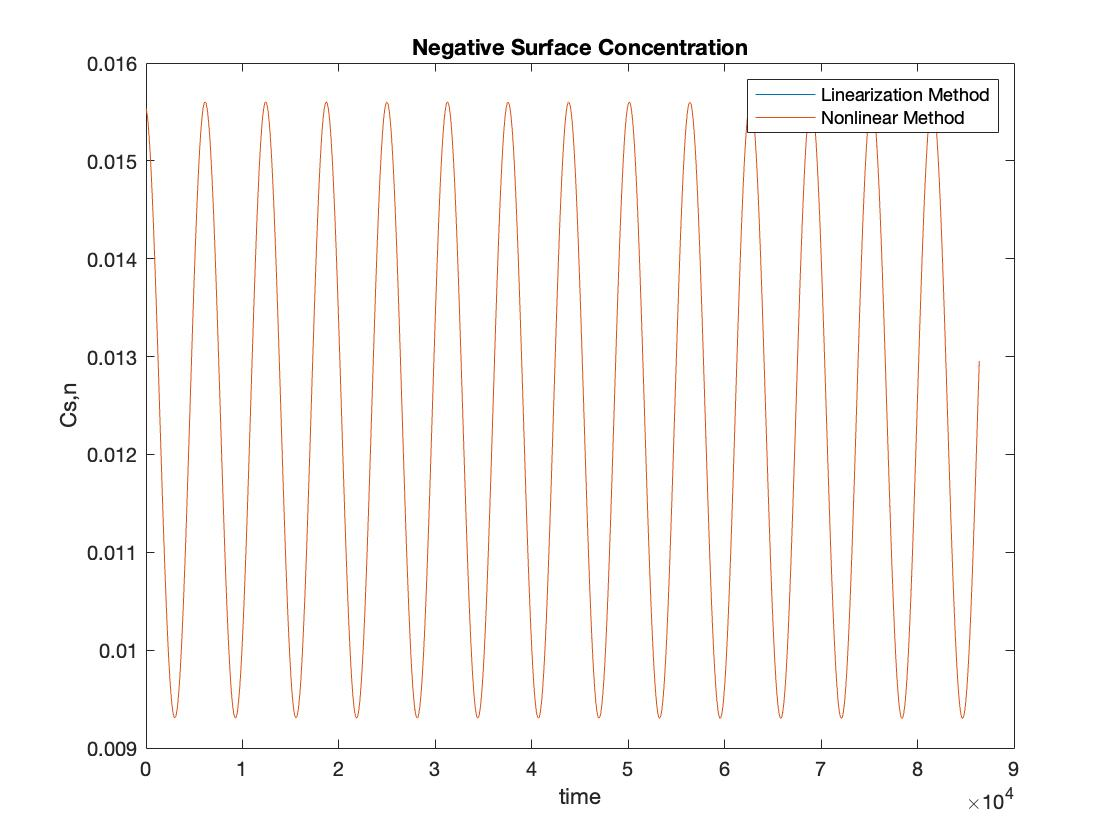 Negative Surface Concentration
0.016
Linearization Method
Nonlinear Method
0.015
0.014
0.013
Cs,n
0.012
0.011
0.01
0.009
0 1 2 3 4 5 6 7 8 9
time
×10⁴